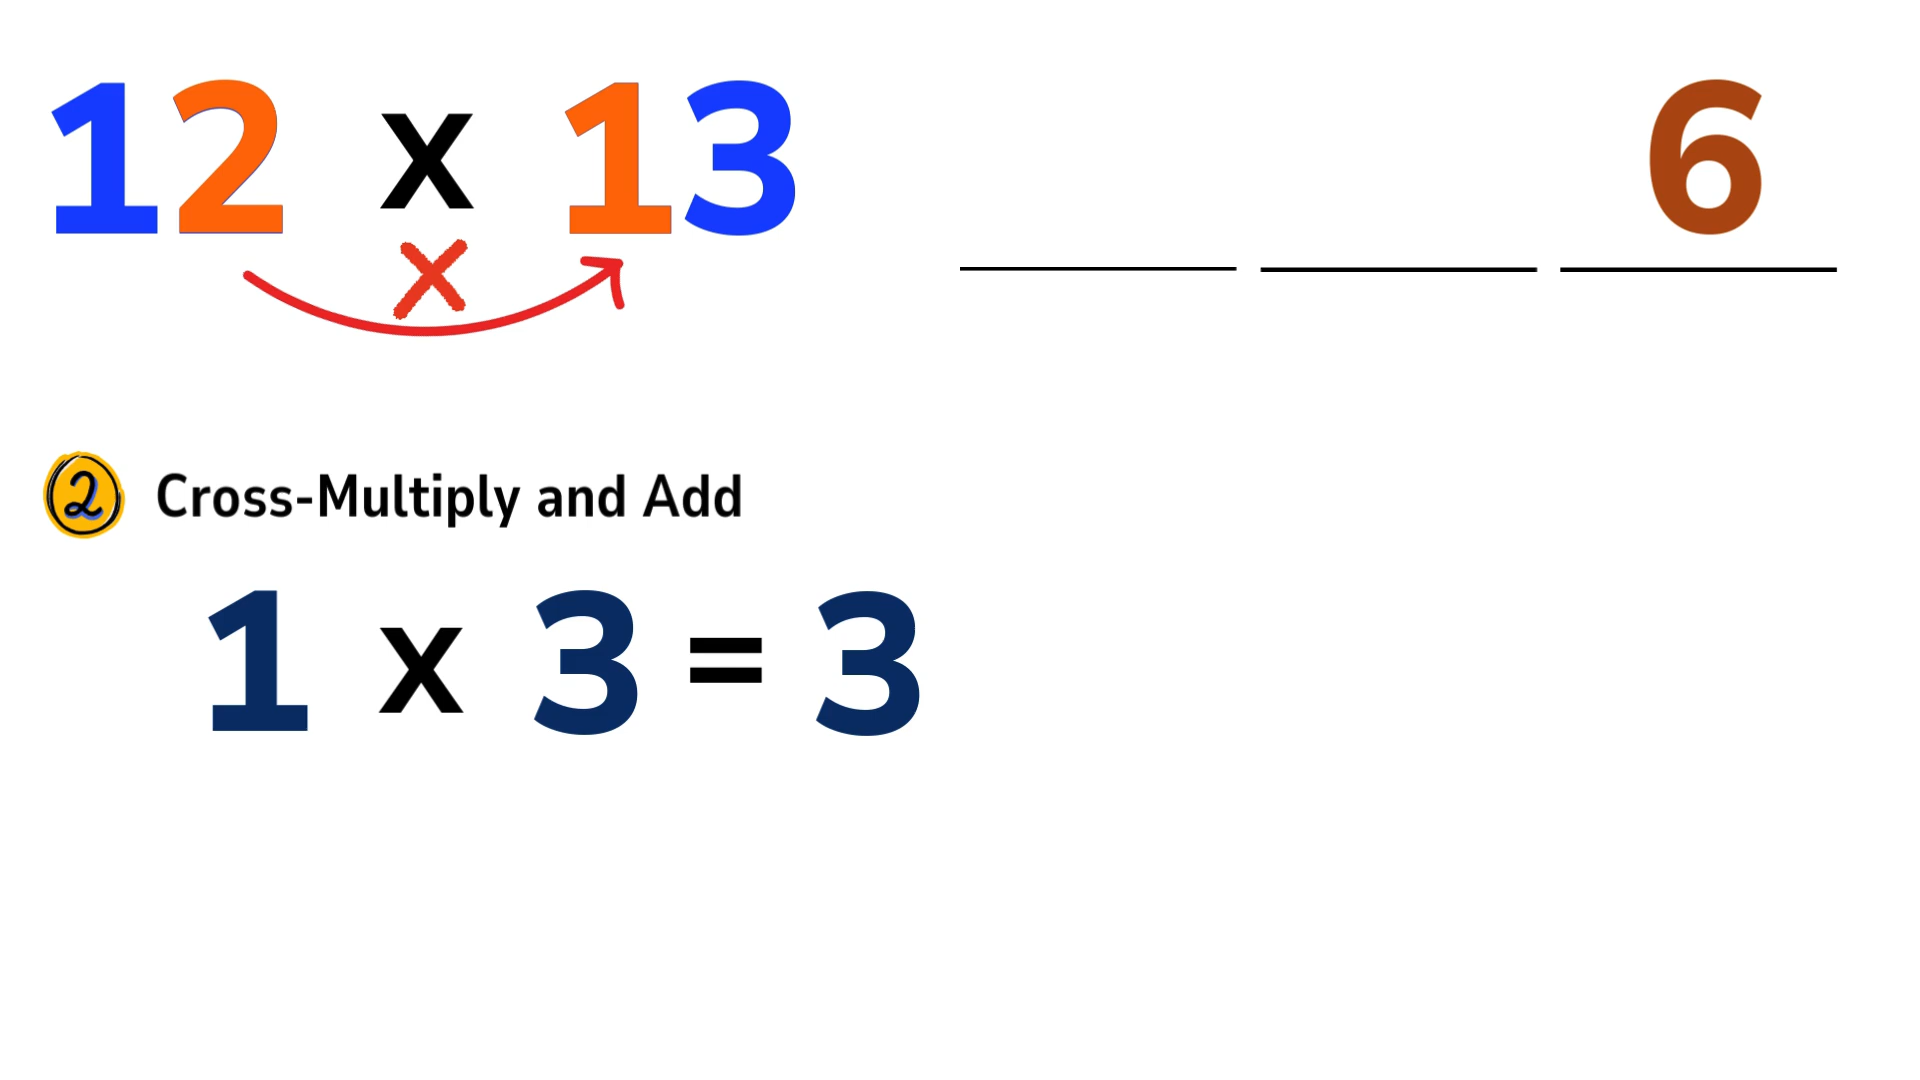 12 x 13
6
x
2 Cross-Multiply and Add
1 x 3 = 3